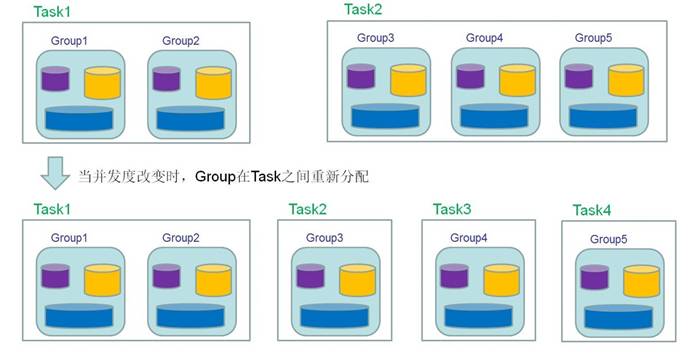 Task1
Task2
Group1
Group2
Group3
Group4
Group5
当并发度改变时，Group在Task之间重新分配
Task1
Task2
Task3
Task4
Group1
Group2
Group3
Group4
Group5